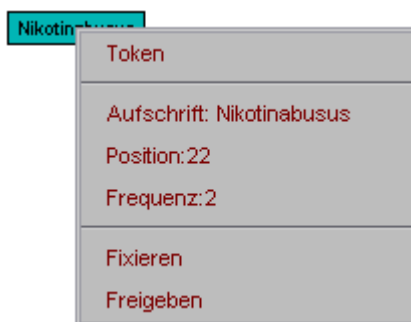 Nikotinabusus
Token
Aufschrift: Nikotinabusus
Position:22
Frequenz:2
Fixieren
Freigeben